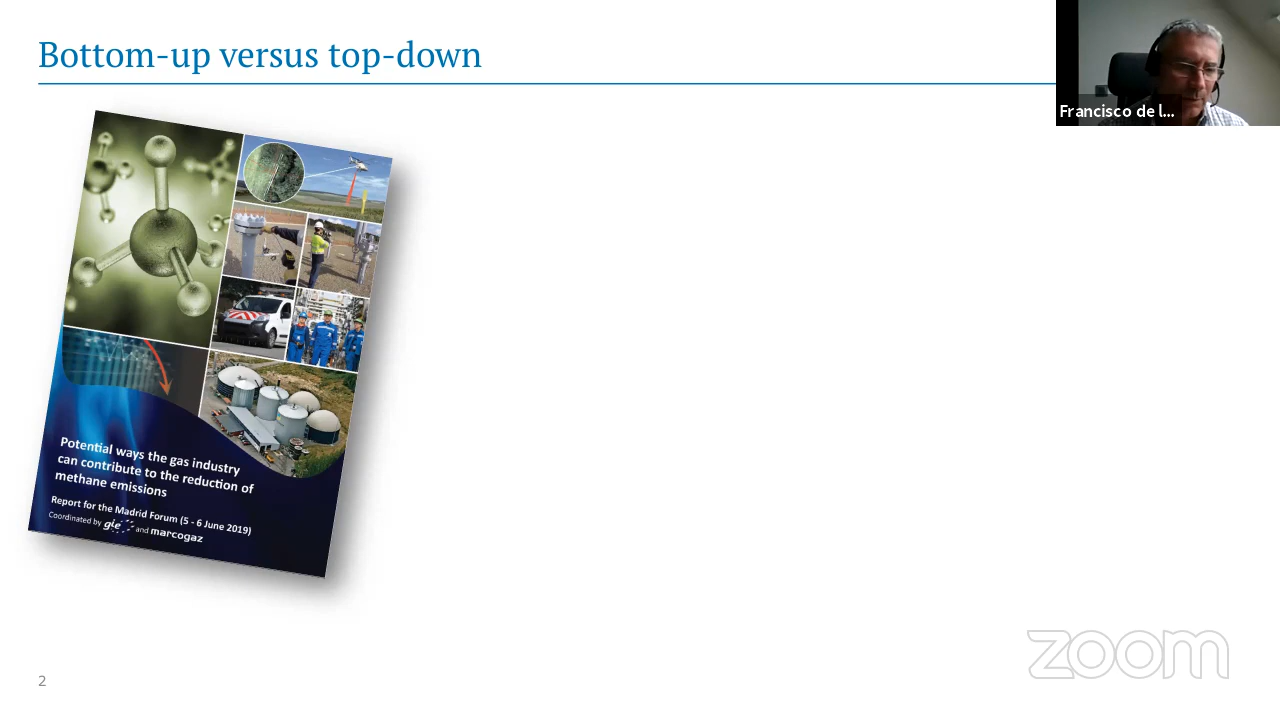 Bottom-up versus top-down
Francisco de l...
Potential ways the gas industry
can contribute to the reduction of
methane emissions
Report for the Madrid Forum (5 - 6 June 2019)
Coordinated by gie and marcogaz
zoom
2